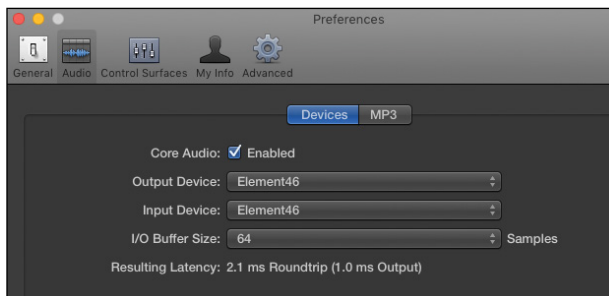 Preferences
General Audio Control Surfaces My Info Advanced
Devices MP3
Core Audio: Enabled
Output Device: Element46
Input Device: Element46
I/O Buffer Size: 64 Samples
Resulting Latency: 2.1 ms Roundtrip (1.0 ms Output)